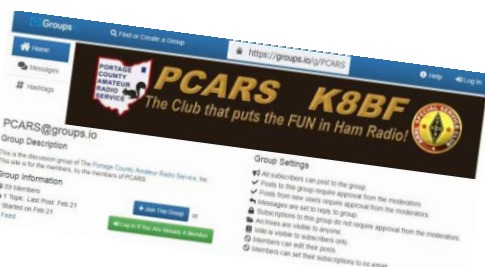 Groups
Find or Create a Group
https://groups.io/g/PCARS
Help
Log In
Home
Messages
Hashtags
PORTAGE
COUNTY
AMATEUR
RADIO
SERVICE
PCARS K8BF
The Club that puts the FUN in Ham Radio!
PCARS@groups.io
Group Description
This is the discussion group of The Portage County Amateur Radio Service, Inc.
This site is for the members, by the members of PCARS.
Group Information
39 Members
1 Topic, Last Post: Feb 21
Started on Feb 21
Feed
+ Join This Group
or
Log In If You Are Already A Member
Group Settings
All subscribers can post to the group.
Posts to this group require approval from the moderators.
Posts from new users require approval from the moderators.
Messages are set to reply to group.
Subscriptions to this group do not require approval from the moderators.
Archives are visible to anyone.
Wiki is visible to subscribers only.
Members can edit their posts.
Members can set their subscriptions to no email.